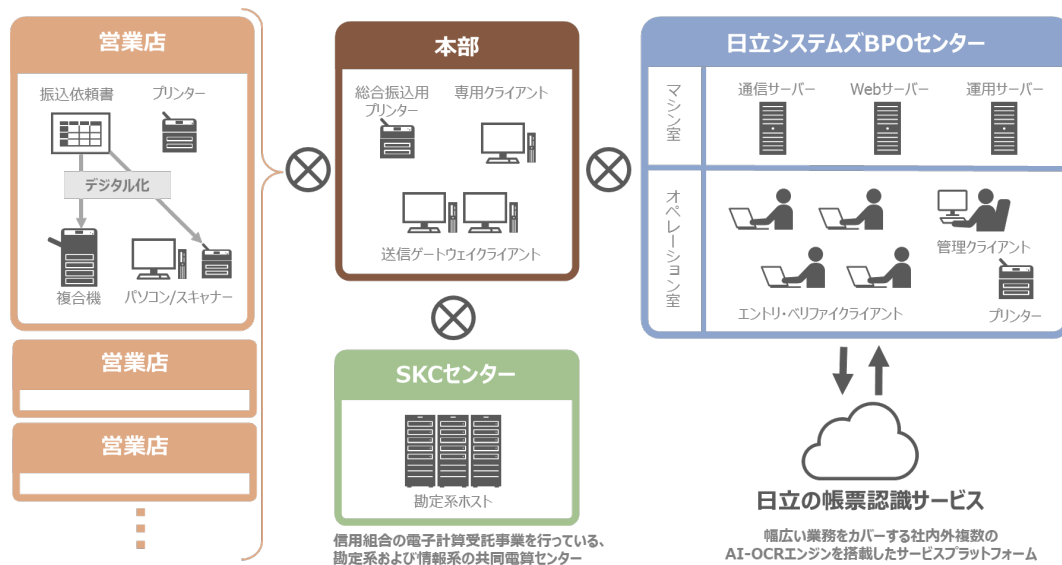 営業店
振込依頼書
プリンター
デジタル化
複合機
パソコン/スキャナー
営業店
営業店
本部
総合振込用
プリンター
専用クライアント
送信ゲートウェイクライアント
SKCセンター
勘定系ホスト
信用組合の電子計算受託事業を行っている、
勘定系および情報系の共同電算センター
日立システムズBPOセンター
マシン室
通信サーバー
Webサーバー
運用サーバー
オペレーション室
管理クライアント
エントリ・ベリファイクライアント
プリンター
日立の帳票認識サービス
幅広い業務をカバーする社内外複数の
AI-OCRエンジンを搭載したサービスプラットフォーム